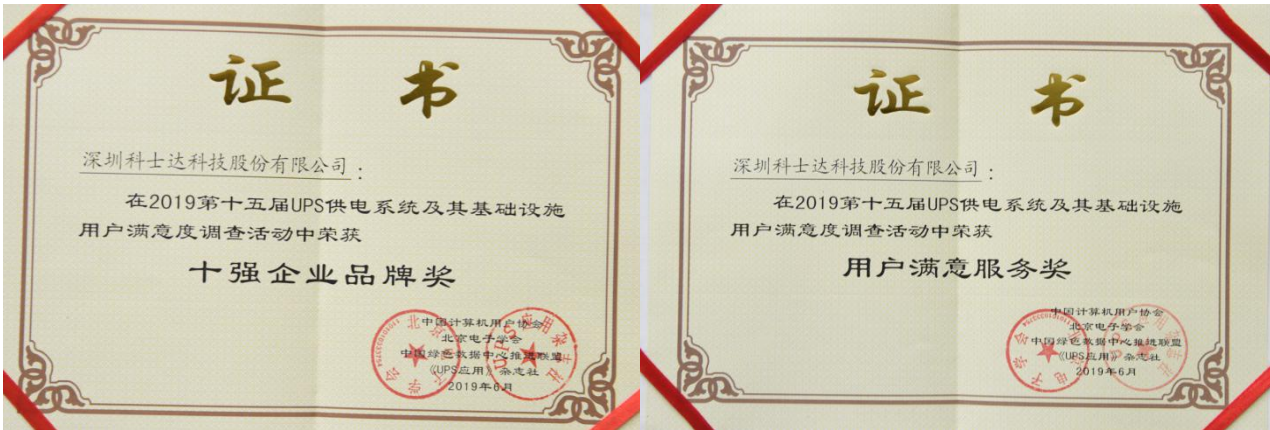 证 书
深圳科士达科技股份有限公司：
在2019第十五届UPS供电系统及其基础设施
用户满意度调查活动中荣获
十强企业品牌奖
中国计算机用户协会
北京电子学会
中国绿色数据中心推进联盟
《UPS应用》杂志社
2019年6月
证 书
深圳科士达科技股份有限公司：
在2019第十五届UPS供电系统及其基础设施
用户满意度调查活动中荣获
用户满意服务奖
中国计算机用户协会
北京电子学会
中国绿色数据中心推进联盟
《UPS应用》杂志社
2019年6月